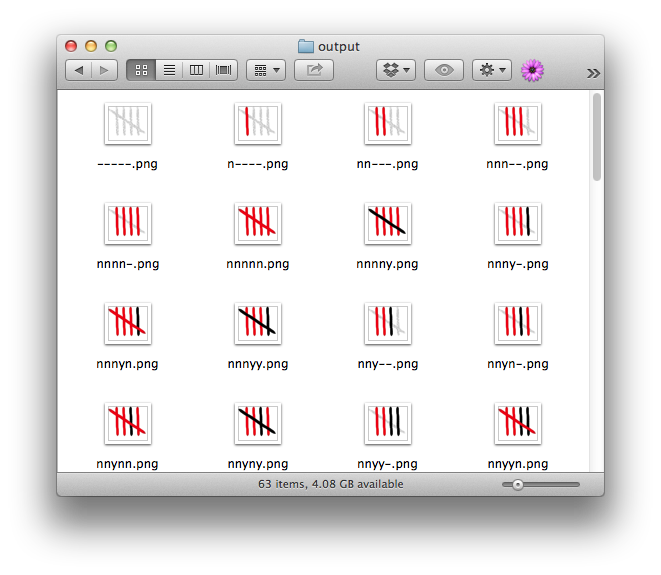 output
-----.png n----.png nn---.png nnn--.png
nnnn-.png nnnnn.png nnnny.png nnny-.png
nnnyn.png nnnyy.png nny--.png nnyn-.png
nnynn.png nnyny.png nnyy-.png nnyyn.png
63 items, 4.08 GB available